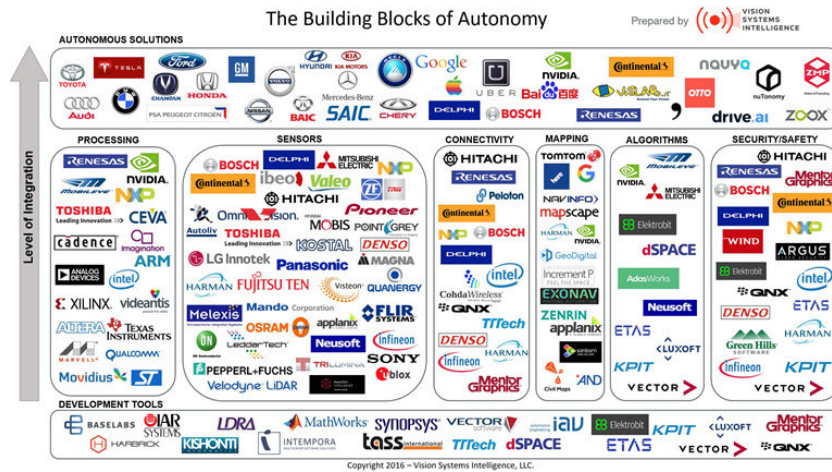 The Building Blocks of Autonomy
Prepared by VISION SYSTEMS INTELLIGENCE
AUTONOMOUS SOLUTIONS
TOYOTA TESLA Ford GM VOLVO HYUNDAI KIA MOTORS Google UBER NVIDIA. Continental VISLAB.it OTTO nauya nuTonomy ZMP
Audi BMW CHANGAN HONDA PSA PEUGEOT CITROËN NISSAN BAIC Mercedes-Benz SAIC CHERY DELPHI Baidu百度 BOSCH RENESAS drive.ai ZOOX
Level of Integration
PROCESSING
RENESAS
NVIDIA.
MOBILEYE
NXP
TOSHIBA
Leading Innovation >>>
CEVA
cadence
Imagination
ARM
ANALOG DEVICES
intel
XILINX
videantis
ALTERA
TEXAS INSTRUMENTS
MARVELL
QUALCOMM
Movidius
ST
SENSORS
BOSCH DELPHI MITSUBISHI ELECTRIC NXP
Continental ibeo Valeo ZF TRW
HITACHI
Autoliv OmniVision. HYUNDAI MOBIS Pioneer
POINT GREY
TOSHIBA
Leading Innovation >>>
KOSTAL DENSO
LG Innotek Panasonic MAGNA
HARMAN FUJITSU TEN Visteon QUANERGY
Melexis Mando Corporation FLIR SYSTEMS
OSRAM applanix
ON LeddarTech Neusoft infineon
PEPPERL+FUCHS TRILUMINA SONY
Velodyne LiDAR ublox
CONNECTIVITY
HITACHI
RENESAS
Peloton
Continental
NXP BOSCH
DELPHI
CohdaWireless intel
QNX
TTTech
DENSO
infineon HARMAN
Mentor Graphics
MAPPING
TOMTOM
here G
NAVINFO
mapscape
HARMAN NVIDIA
GeoDigital
Increment P
EXONAV
ZENRIN
applanix
sanborn
Civil Maps AND
ALGORITHMS
MOBILEYE
NVIDIA
MITSUBISHI ELECTRIC
Elektrobit
dSPACE
AdasWorks
Neusoft
ETAS
LUXOFT
KPIT
VECTOR
SECURITY/SAFETY
HITACHI
RENESAS Mentor Graphics
BOSCH
DELPHI Continental
NXP
WIND ARGUS
Elektrobit intel
QNX
DENSO ETAS
Green Hills SOFTWARE HARMAN
infineon KPIT
VECTOR
DEVELOPMENT TOOLS
BASELABS IAR SYSTEMS LDRA MathWorks SYNOPSYS VECTOR SOFTWARE iav Elektrobit KPIT LUXOFT Mentor Graphics
HARBRICK KISHONTI INTEMPORA tass international TTTech dSPACE ETAS VECTOR QNX
Copyright 2016 – Vision Systems Intelligence, LLC.